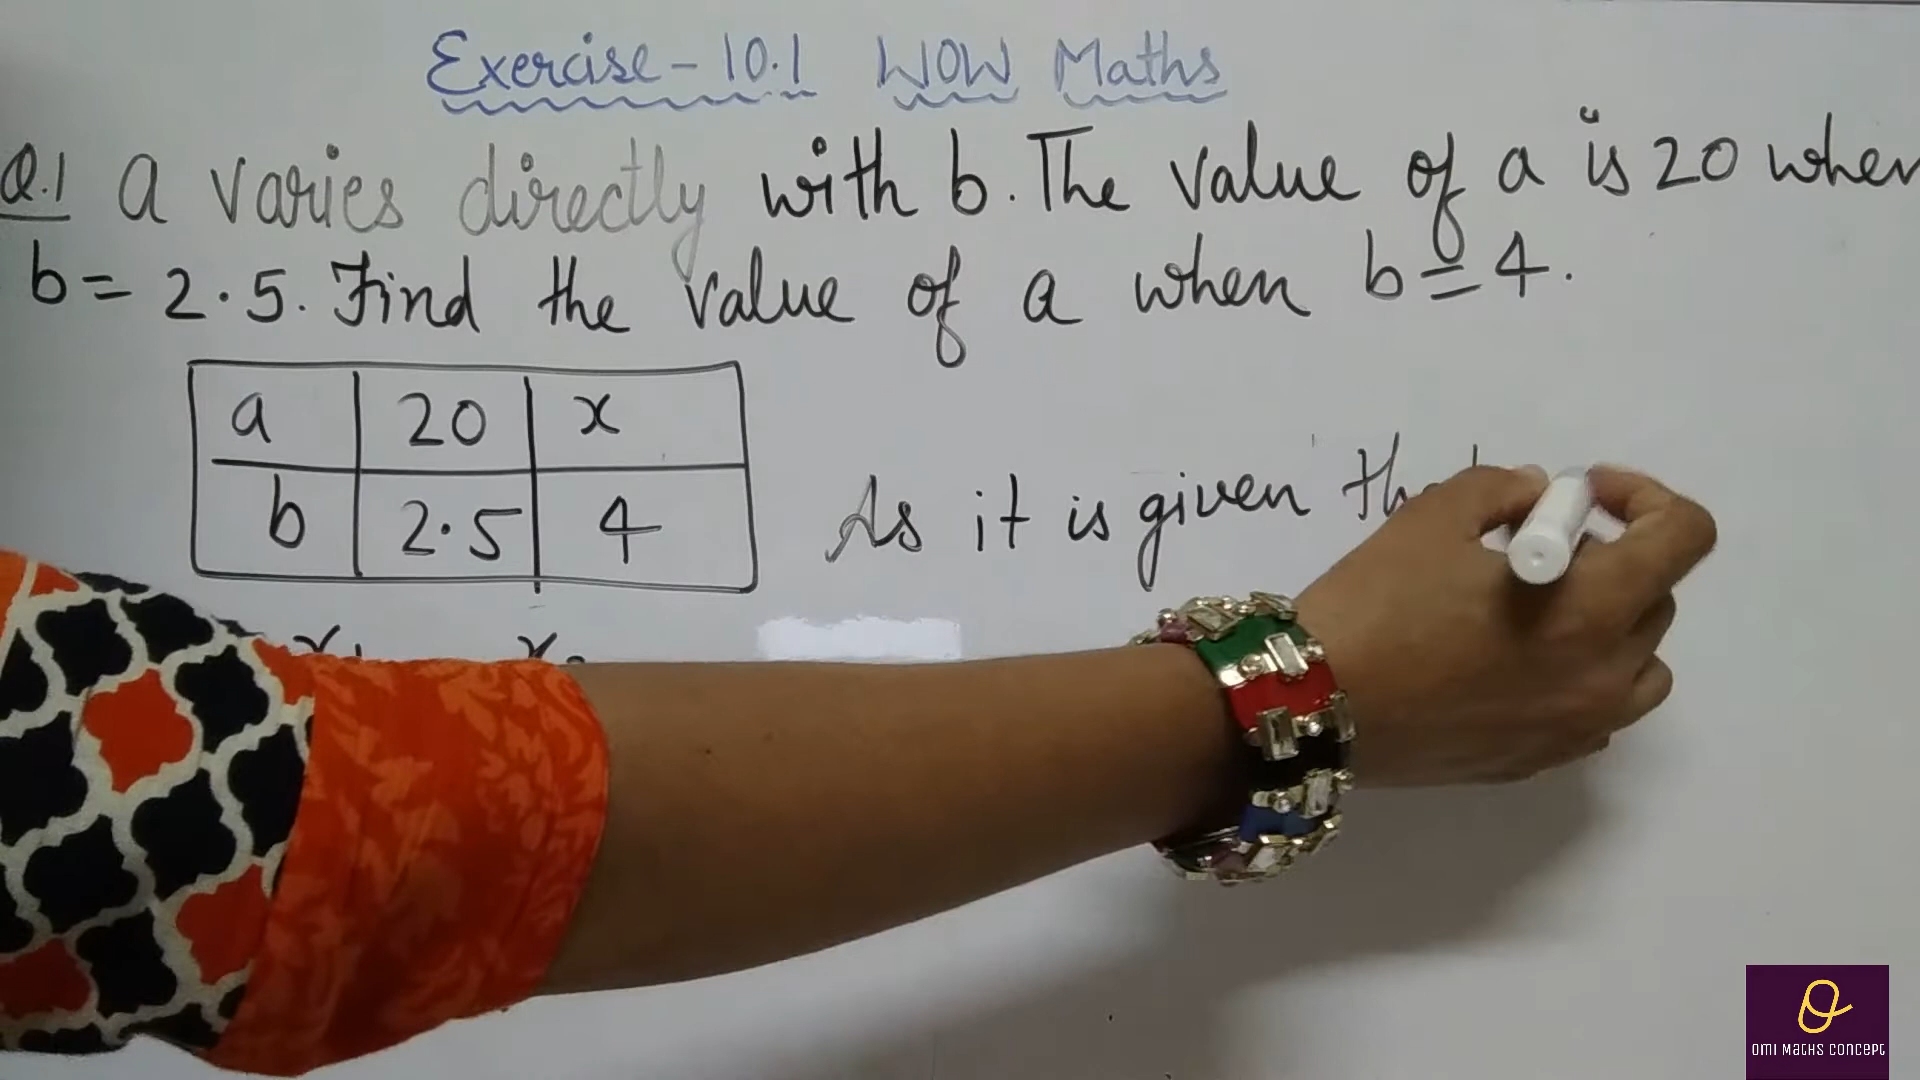 Exercise-10.1 WOW Maths
Q.1 a varies directly with b. The value of a is 20 when
b = 2.5. Find the value of a when b = 4.
a 20 x
b 2.5 4
As it is given
OMI MATHS CONCEPT